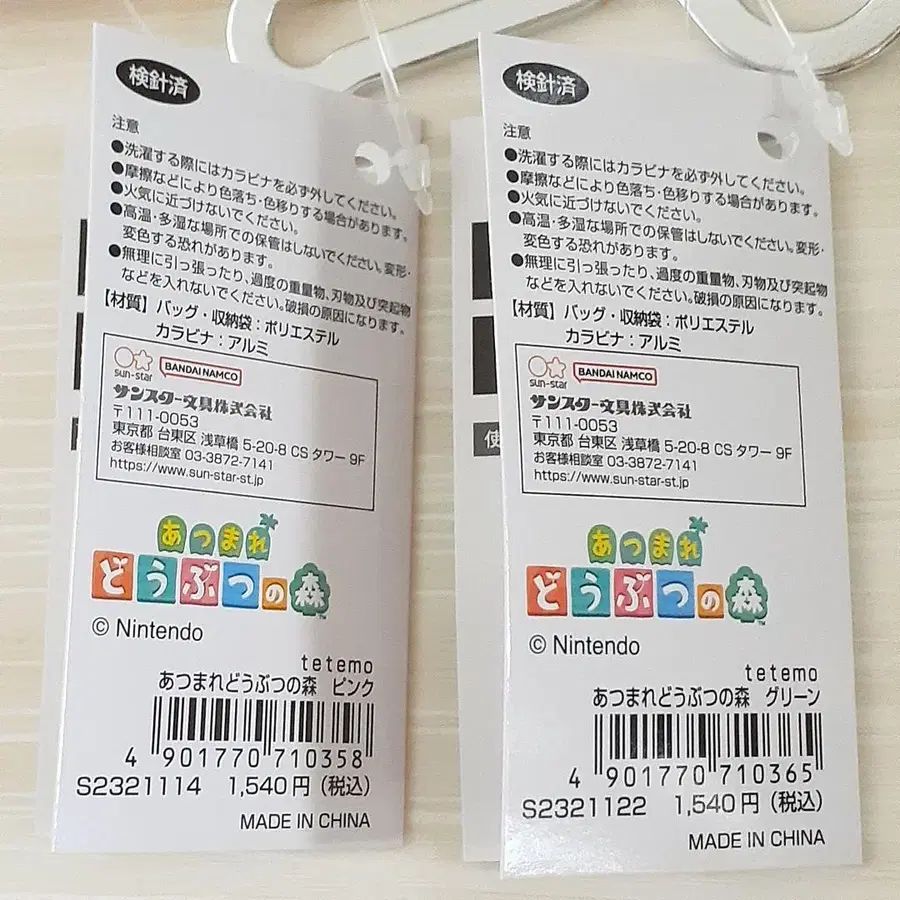 検針済
注意
●洗濯する際にはカラビナを必ず外してください。
●摩擦などにより色落ち・色移りする場合があります。
●火気に近づけないでください。
●高温・多湿な場所での保管はしないでください。変形・
変色する恐れがあります。
●無理に引っ張ったり、過度の重量物、刃物及び突起物
などを入れないでください。破損の原因になります。
【材質】バッグ・収納袋：ポリエステル
カラビナ：アルミ
sun-star BANDAI NAMCO
サンスター文具株式会社
〒111-0053
東京都 台東区 浅草橋 5-20-8 CS タワー 9F
お客様相談室 03-3872-7141
https://www.sun-star-st.jp
あつまれ
どうぶつの森
© Nintendo
tetemo
あつまれどうぶつの森 ピンク
4 901770 710358
S2321114 1,540円（税込）
MADE IN CHINA
検針済
注意
●洗濯する際にはカラビナを必ず外してください。
●摩擦などにより色落ち・色移りする場合があります。
●火気に近づけないでください。
●高温・多湿な場所での保管はしないでください。変形・
変色する恐れがあります。
●無理に引っ張ったり、過度の重量物、刃物及び突起物
などを入れないでください。破損の原因になります。
【材質】バッグ・収納袋：ポリエステル
カラビナ：アルミ
sun-star BANDAI NAMCO
サンスター文具株式会社
〒111-0053
東京都 台東区 浅草橋 5-20-8 CS タワー 9F
お客様相談室 03-3872-7141
https://www.sun-star-st.jp
使
あつまれ
どうぶつの森™
© Nintendo
tetemo
あつまれどうぶつの森 グリーン
4 901770 710365
S2321122 1,540円（税込）
MADE IN CHINA